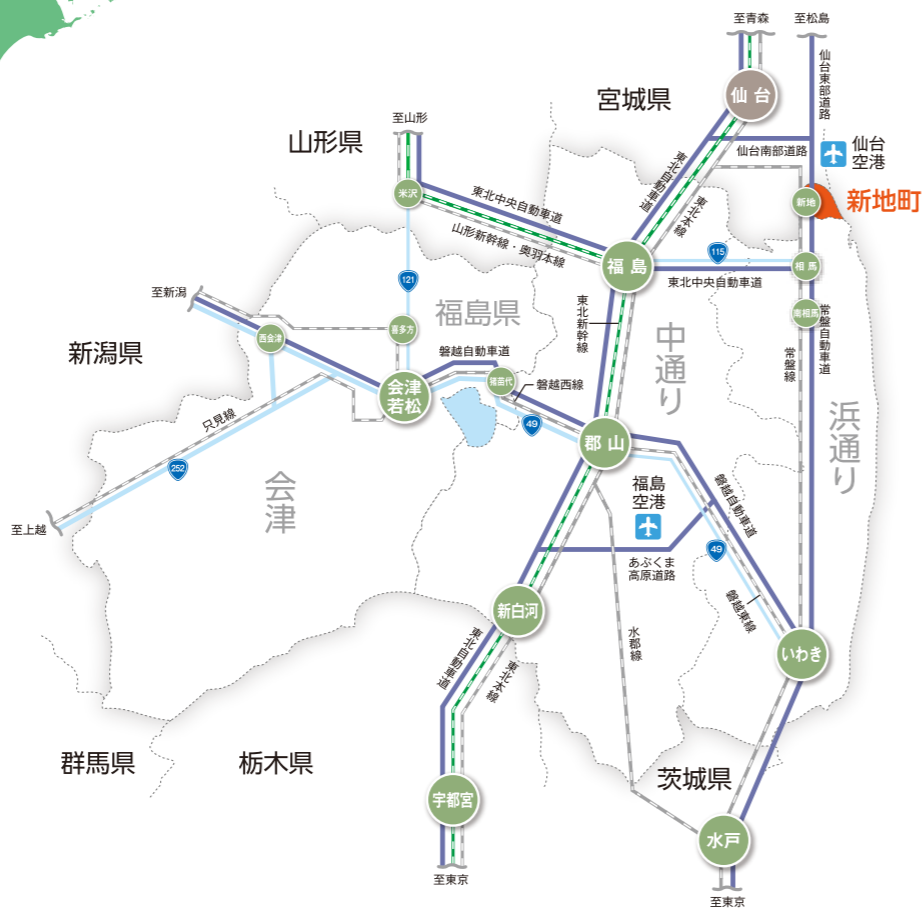 至青森
至松島
仙台
宮城県
仙台東部道路
至山形
山形県
仙台南部道路
仙台
空港
東北自動車道
東北本線
米沢
東北中央自動車道
新地
新地町
山形新幹線・奥羽本線
115
福島
相馬
東北中央自動車道
121
至新潟
東北新幹線
福島県
南相馬
常盤自動車道
喜多方
西会津
新潟県
磐越自動車道
常盤線
中通り
猪苗代
磐越西線
会津
若松
浜通り
只見線
49
郡山
252
会津
福島
空港
磐越自動車道
至上越
49
あぶくま
高原道路
磐越東線
新白河
水郡線
いわき
東北自動車道
東北本線
群馬県
栃木県
茨城県
宇都宮
水戸
至東京
至東京